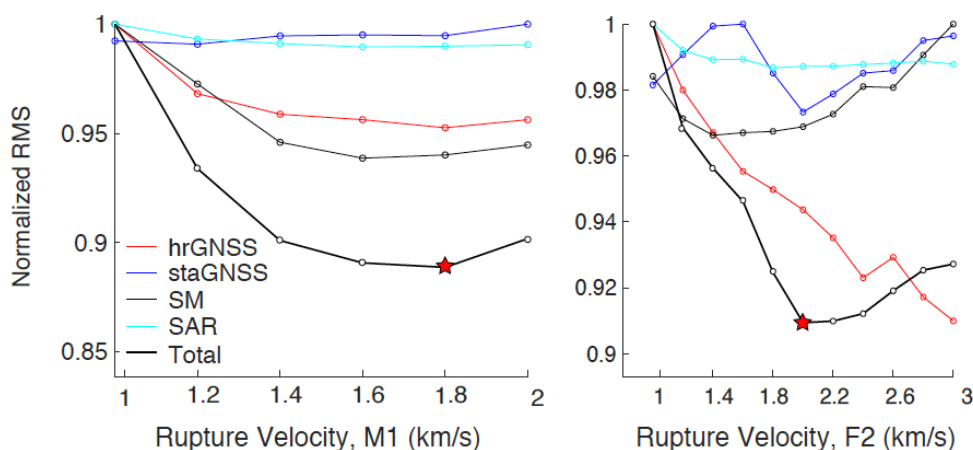 Normalized RMS
1
0.95
0.9
0.85
hrGNSS
staGNSS
SM
SAR
Total
1 1.2 1.4 1.6 1.8 2
Rupture Velocity, M1 (km/s)
1
0.98
0.96
0.94
0.92
0.9
1 1.4 1.8 2.2 2.6 3
Rupture Velocity, F2 (km/s)